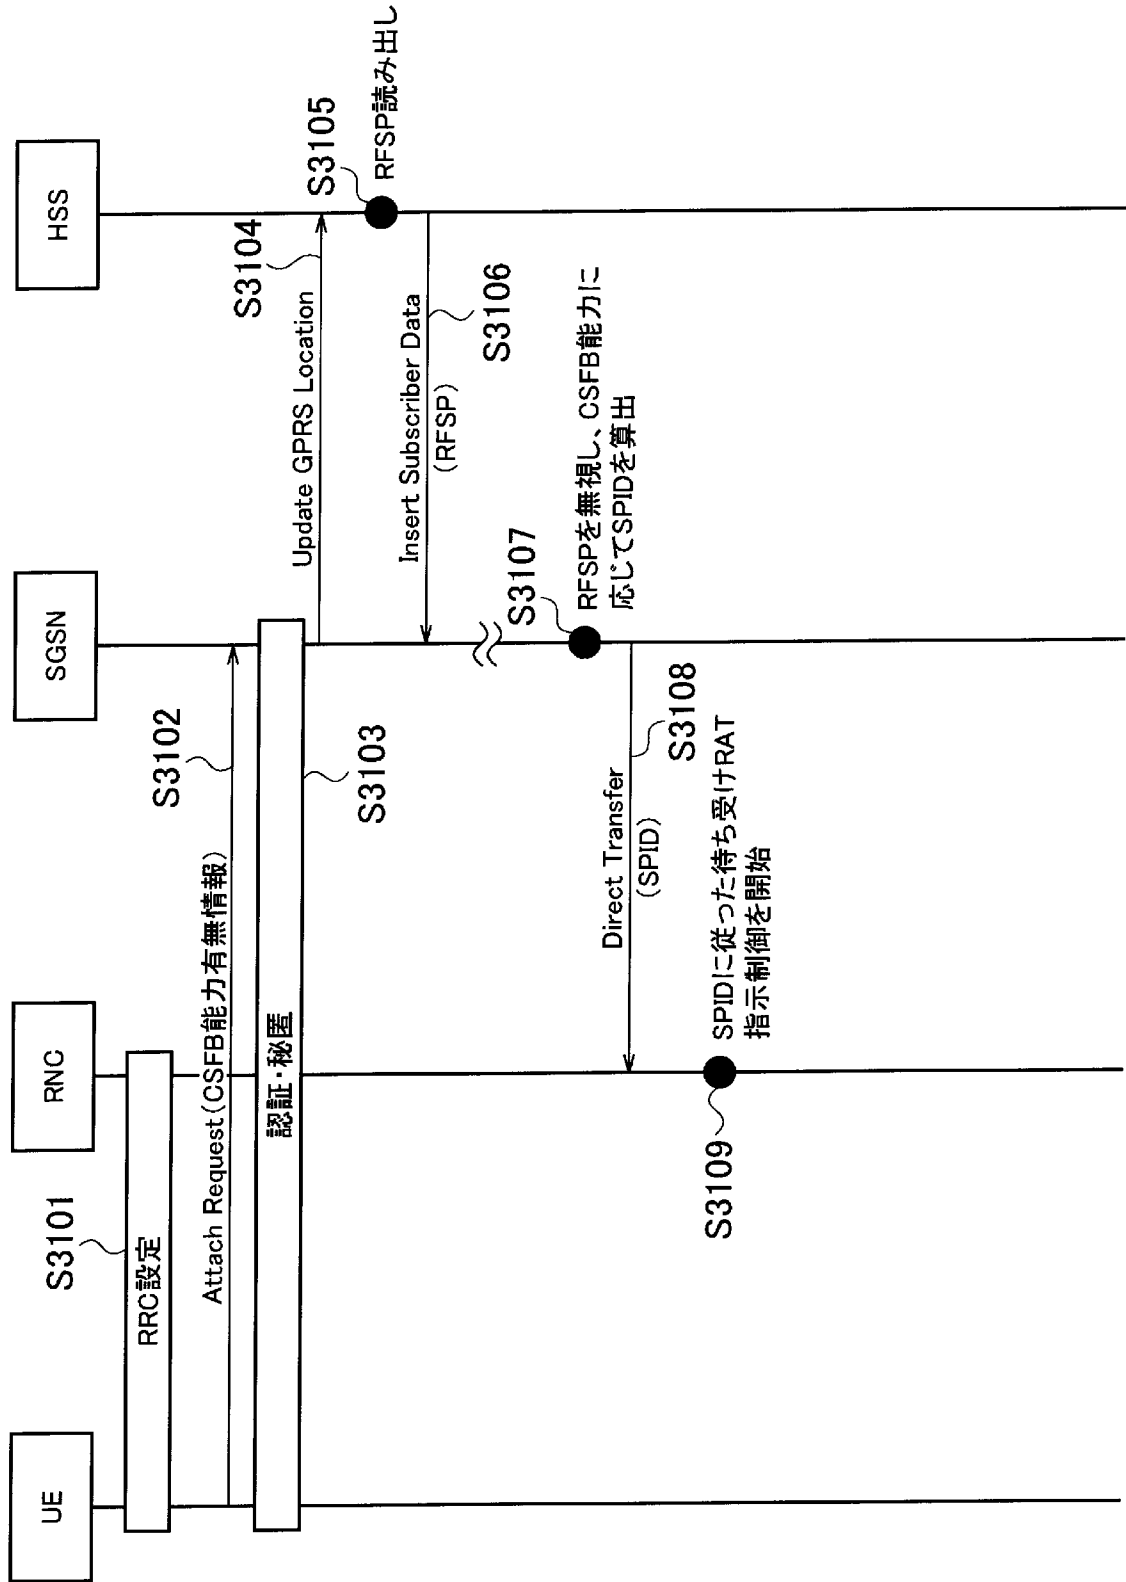 UE
RNC
SGSN
HSS
S3101
RRC設定
S3102
Attach Request(CSFB能力有無情報)
認証・秘匿
S3103
S3104
Update GPRS Location
S3105
RFSP読み出し
Insert Subscriber Data
(RFSP)
S3106
S3107
RFSPを無視し、CSFB能力に
応じてSPIDを算出
Direct Transfer
(SPID)
S3108
S3109
SPIDに従った待ち受けRAT
指示制御を開始